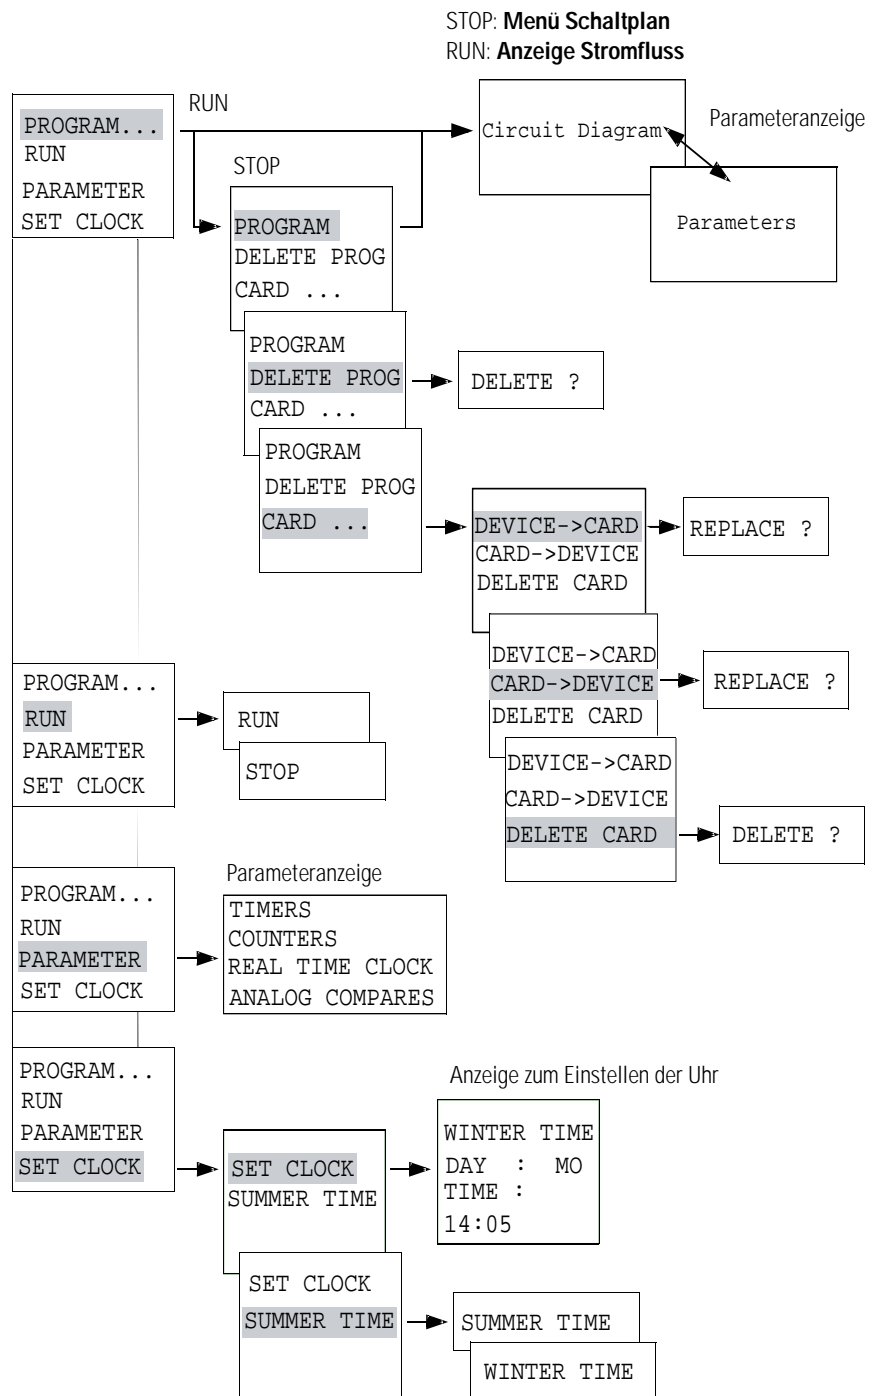 STOP: Menü Schaltplan
RUN: Anzeige Stromfluss
PROGRAM...
RUN
PARAMETER
SET CLOCK
RUN
STOP
Circuit Diagram
Parameteranzeige
Parameters
PROGRAM
DELETE PROG
CARD ...
PROGRAM
DELETE PROG
CARD ...
DELETE ?
PROGRAM
DELETE PROG
CARD ...
DEVICE->CARD
CARD->DEVICE
DELETE CARD
REPLACE ?
DEVICE->CARD
CARD->DEVICE
DELETE CARD
REPLACE ?
DEVICE->CARD
CARD->DEVICE
DELETE CARD
DELETE ?
PROGRAM...
RUN
PARAMETER
SET CLOCK
RUN
STOP
PROGRAM...
RUN
PARAMETER
SET CLOCK
Parameteranzeige
TIMERS
COUNTERS
REAL TIME CLOCK
ANALOG COMPARES
PROGRAM...
RUN
PARAMETER
SET CLOCK
SET CLOCK
SUMMER TIME
Anzeige zum Einstellen der Uhr
WINTER TIME
DAY : MO
TIME :
14:05
SET CLOCK
SUMMER TIME
SUMMER TIME
WINTER TIME